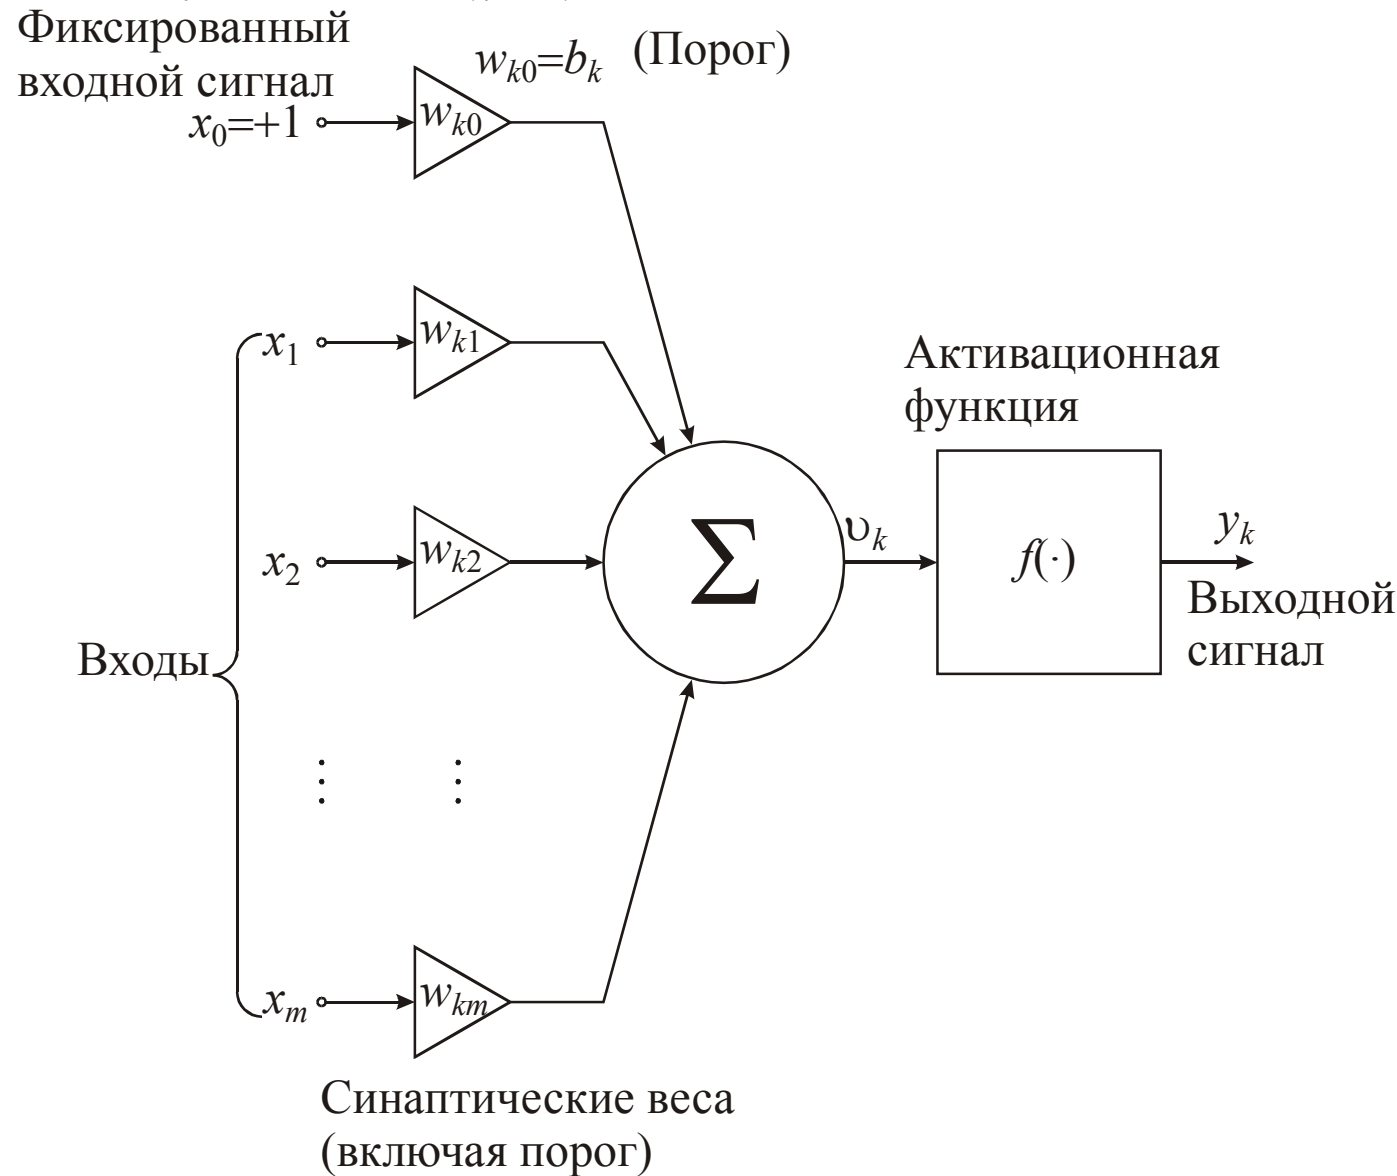 Фиксированный
входной сигнал
x₀=+1
wₖ₀=bₖ (Порог)
wₖ₀
x₁
wₖ₁
Активационная
функция
x₂
wₖ₂
Σ
υₖ
f(·)
yₖ
Выходной
сигнал
Входы
⋮ ⋮
xₘ
wₖₘ
Синаптические веса
(включая порог)